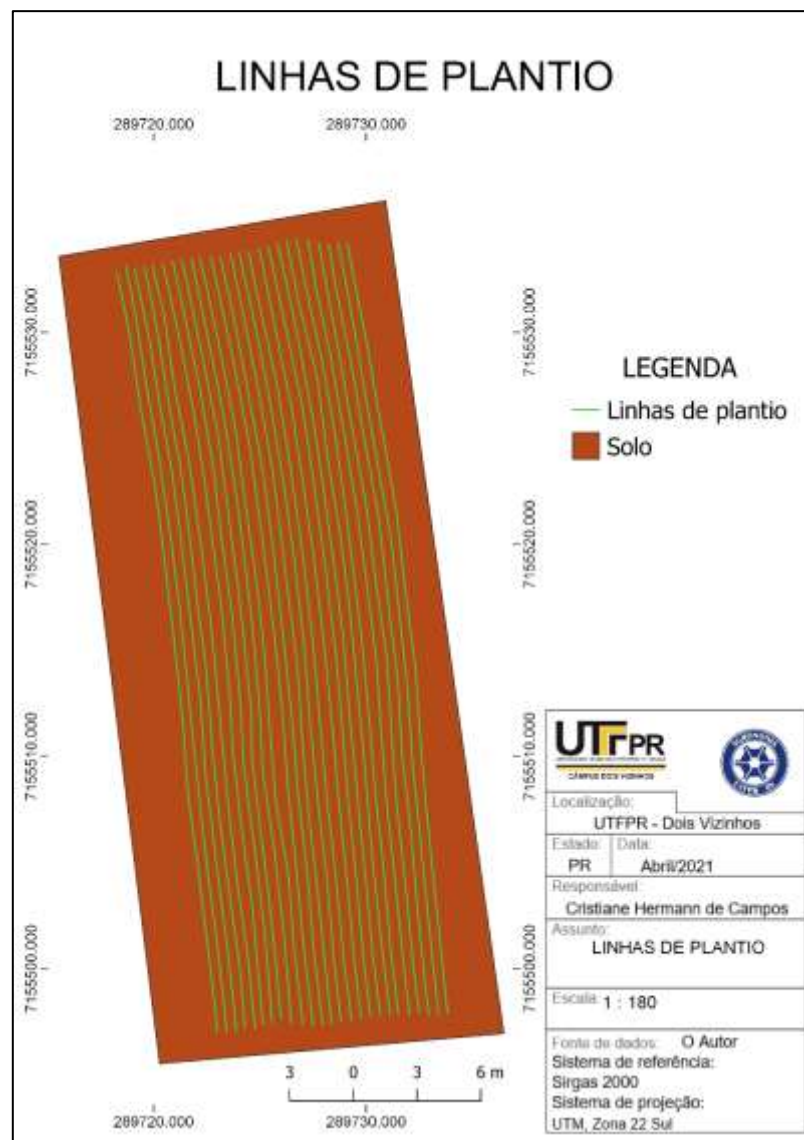 LINHAS DE PLANTIO
289720.000 289730.000
7155530.000 7155530.000
LEGENDA
Linhas de plantio
Solo
7155520.000 7155520.000
7155510.000 7155510.000
UTFPR
CÂMPUS DOIS VIZINHOS
Localização:
UTFPR - Dois Vizinhos
Estado: Data:
PR Abril/2021
Responsável:
Cristiane Hermann de Campos
Assunto:
LINHAS DE PLANTIO
7155500.000 7155500.000
Escala: 1 : 180
Fonte de dados: O Autor
Sistema de referência:
Sirgas 2000
Sistema de projeção:
UTM, Zona 22 Sul
3 0 3 6 m
289720.000 289730.000